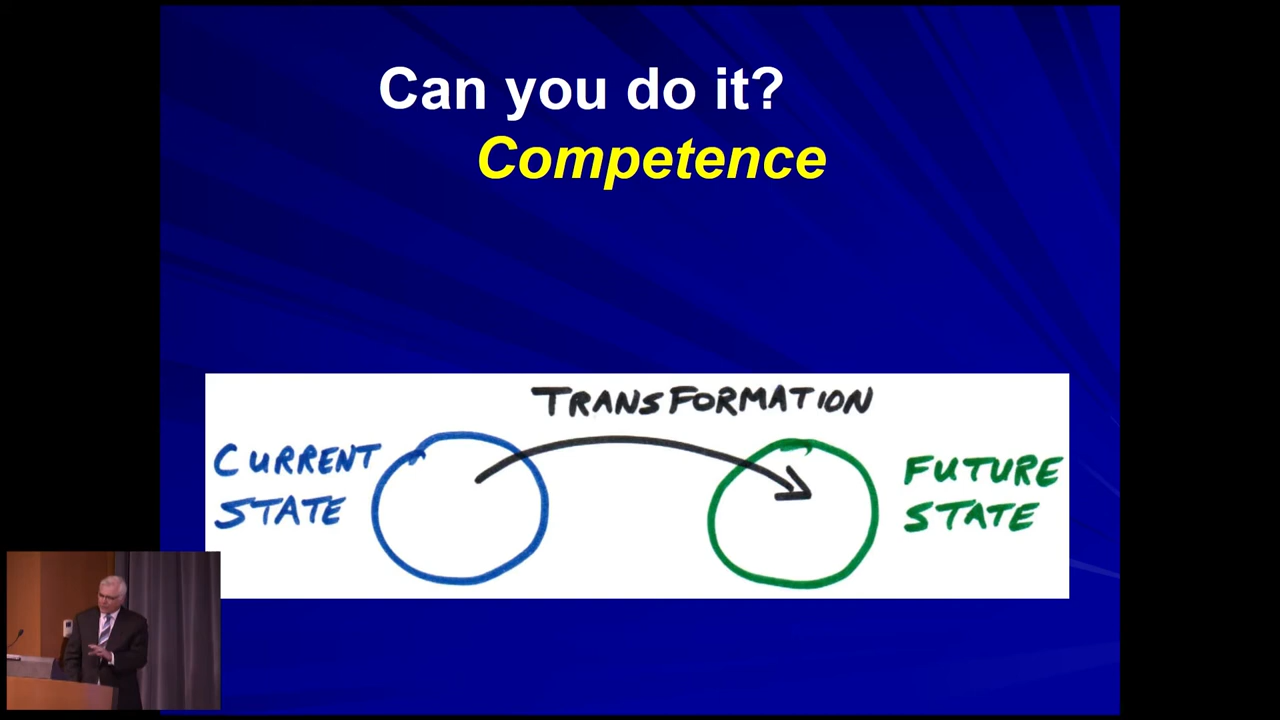 Can you do it?
Competence
TRANSFORMATION
CURRENT
STATE
FUTURE
STATE